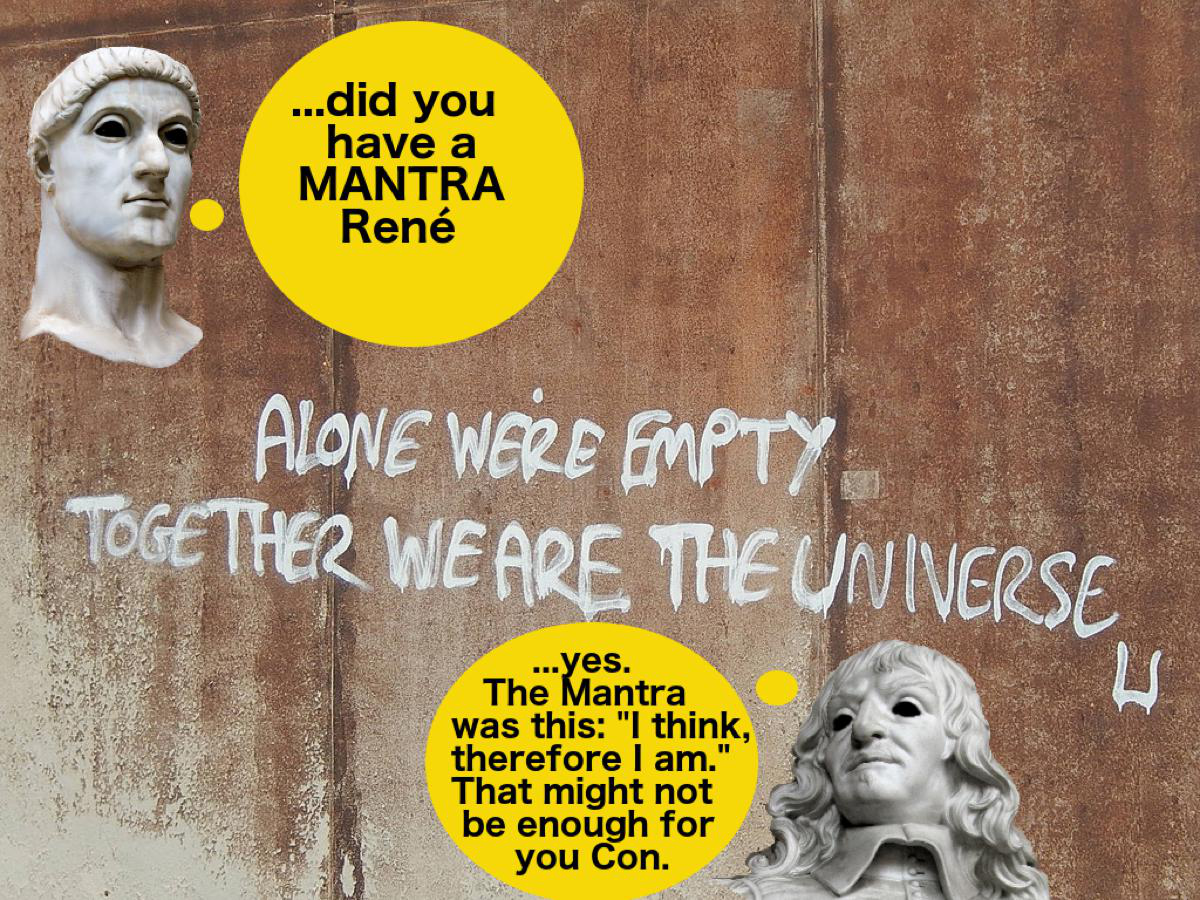 ...did you
have a
MANTRA
René
ALONE WE'RE EMPTY
TOGETHER WE ARE THE UNIVERSE
U
...yes.
The Mantra
was this: "I think,
therefore I am."
That might not
be enough for
you Con.